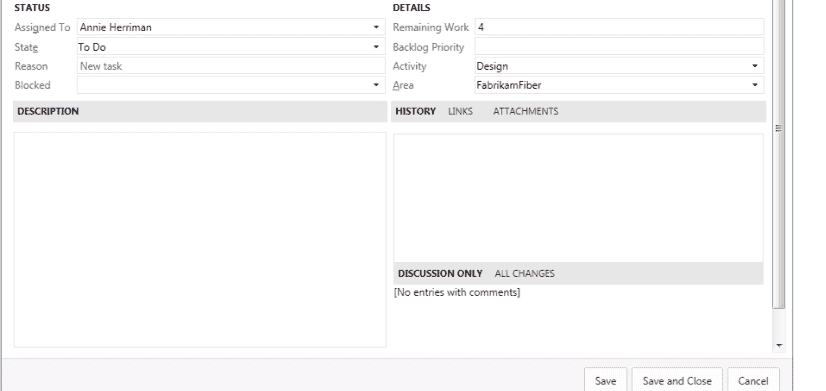 STATUS
Assigned To Annie Herriman
State To Do
Reason New task
Blocked
DETAILS
Remaining Work 4
Backlog Priority
Activity Design
Area FabrikamFiber
DESCRIPTION
HISTORY LINKS ATTACHMENTS
DISCUSSION ONLY ALL CHANGES
[No entries with comments]
Save Save and Close Cancel